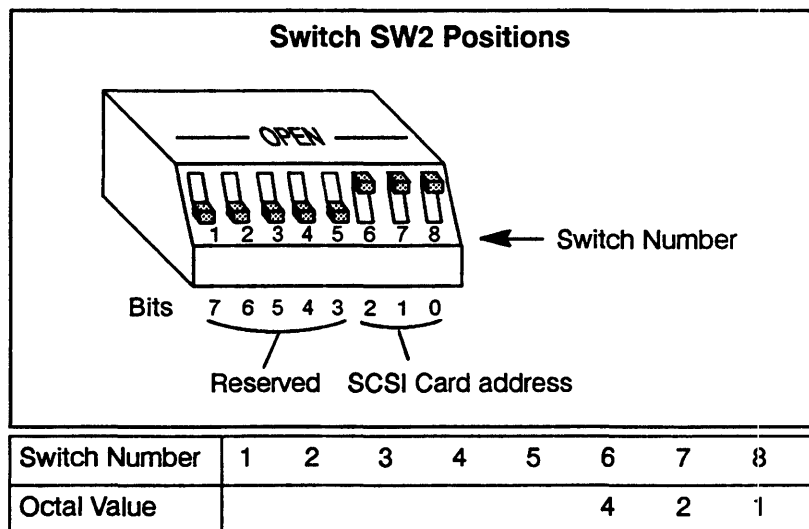 Switch SW2 Positions
OPEN
1 2 3 4 5 6 7 8
Switch Number
Bits 7 6 5 4 3 2 1 0
Reserved SCSI Card address
Switch Number 1 2 3 4 5 6 7 8
Octal Value 4 2 1